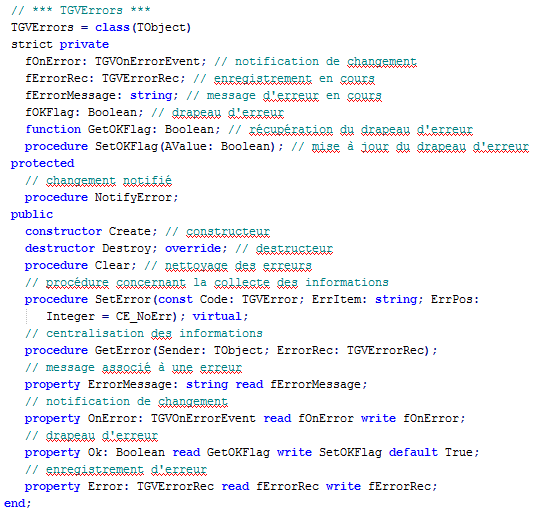 // *** TGVErrors ***
TGVErrors = class(TObject)
strict private
fOnError: TGVOnErrorEvent; // notification de changement
fErrorRec: TGVErrorRec; // enregistrement en cours
fErrorMessage: string; // message d'erreur en cours
fOKFlag: Boolean; // drapeau d'erreur
function GetOKFlag: Boolean; // récupération du drapeau d'erreur
procedure SetOKFlag(AValue: Boolean); // mise à jour du drapeau d'erreur
protected
// changement notifié
procedure NotifyError;
public
constructor Create; // constructeur
destructor Destroy; override; // destructeur
procedure Clear; // nettoyage des erreurs
// procédure concernant la collecte des informations
procedure SetError(const Code: TGVError; ErrItem: string; ErrPos:
Integer = CE_NoErr); virtual;
// centralisation des informations
procedure GetError(Sender: TObject; ErrorRec: TGVErrorRec);
// message associé à une erreur
property ErrorMessage: string read fErrorMessage;
// notification de changement
property OnError: TGVOnErrorEvent read fOnError write fOnError;
// drapeau d'erreur
property Ok: Boolean read GetOKFlag write SetOKFlag default True;
// enregistrement d'erreur
property Error: TGVErrorRec read fErrorRec write fErrorRec;
end;